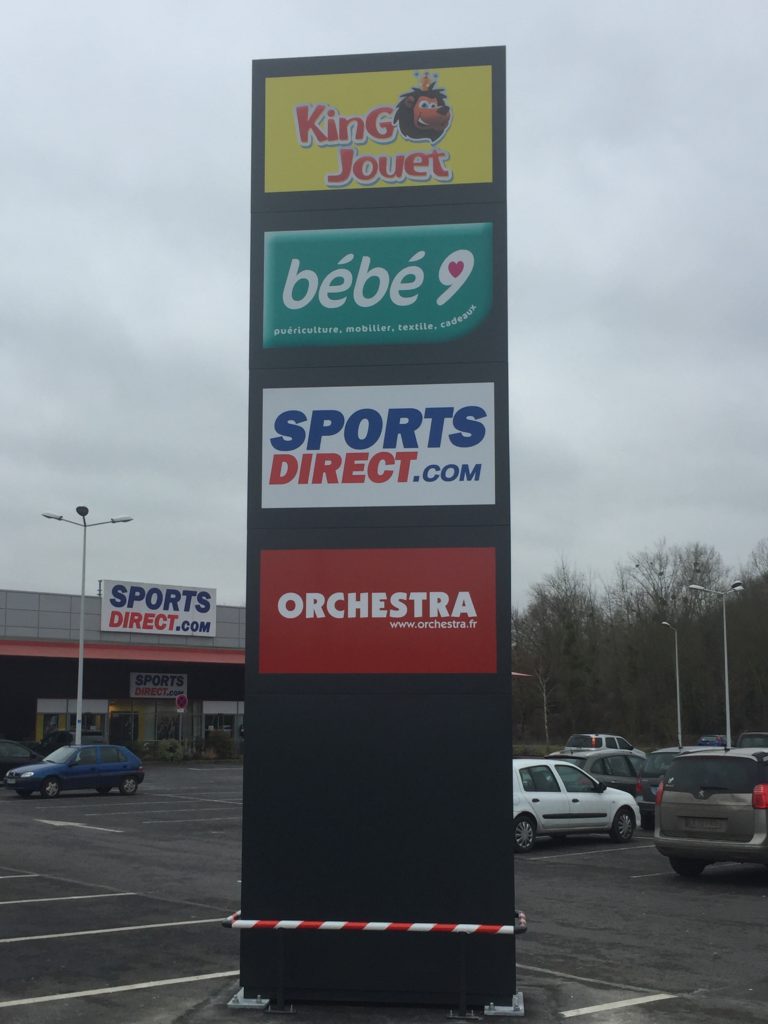 KinG
Jouet
bébé 9
puériculture, mobilier, textile, cadeaux
SPORTS
DIRECT.COM
ORCHESTRA
www.orchestra.fr
SPORTS
DIRECT.COM
SPORTS
DIRECT.COM